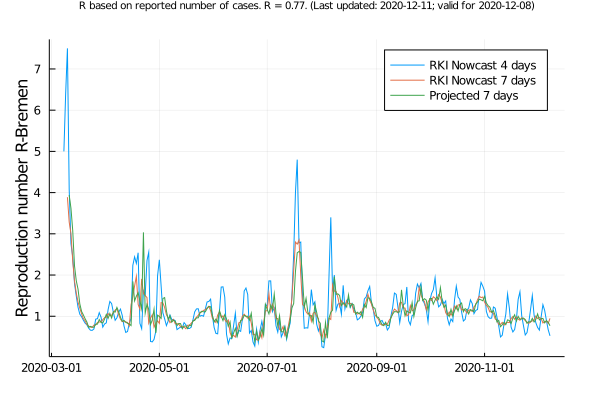 R based on reported number of cases. R = 0.77. (Last updated: 2020-12-11; valid for 2020-12-08)
RKI Nowcast 4 days
RKI Nowcast 7 days
Projected 7 days
Reproduction number R-Bremen
7
6
5
4
3
2
1
2020-03-01 2020-05-01 2020-07-01 2020-09-01 2020-11-01